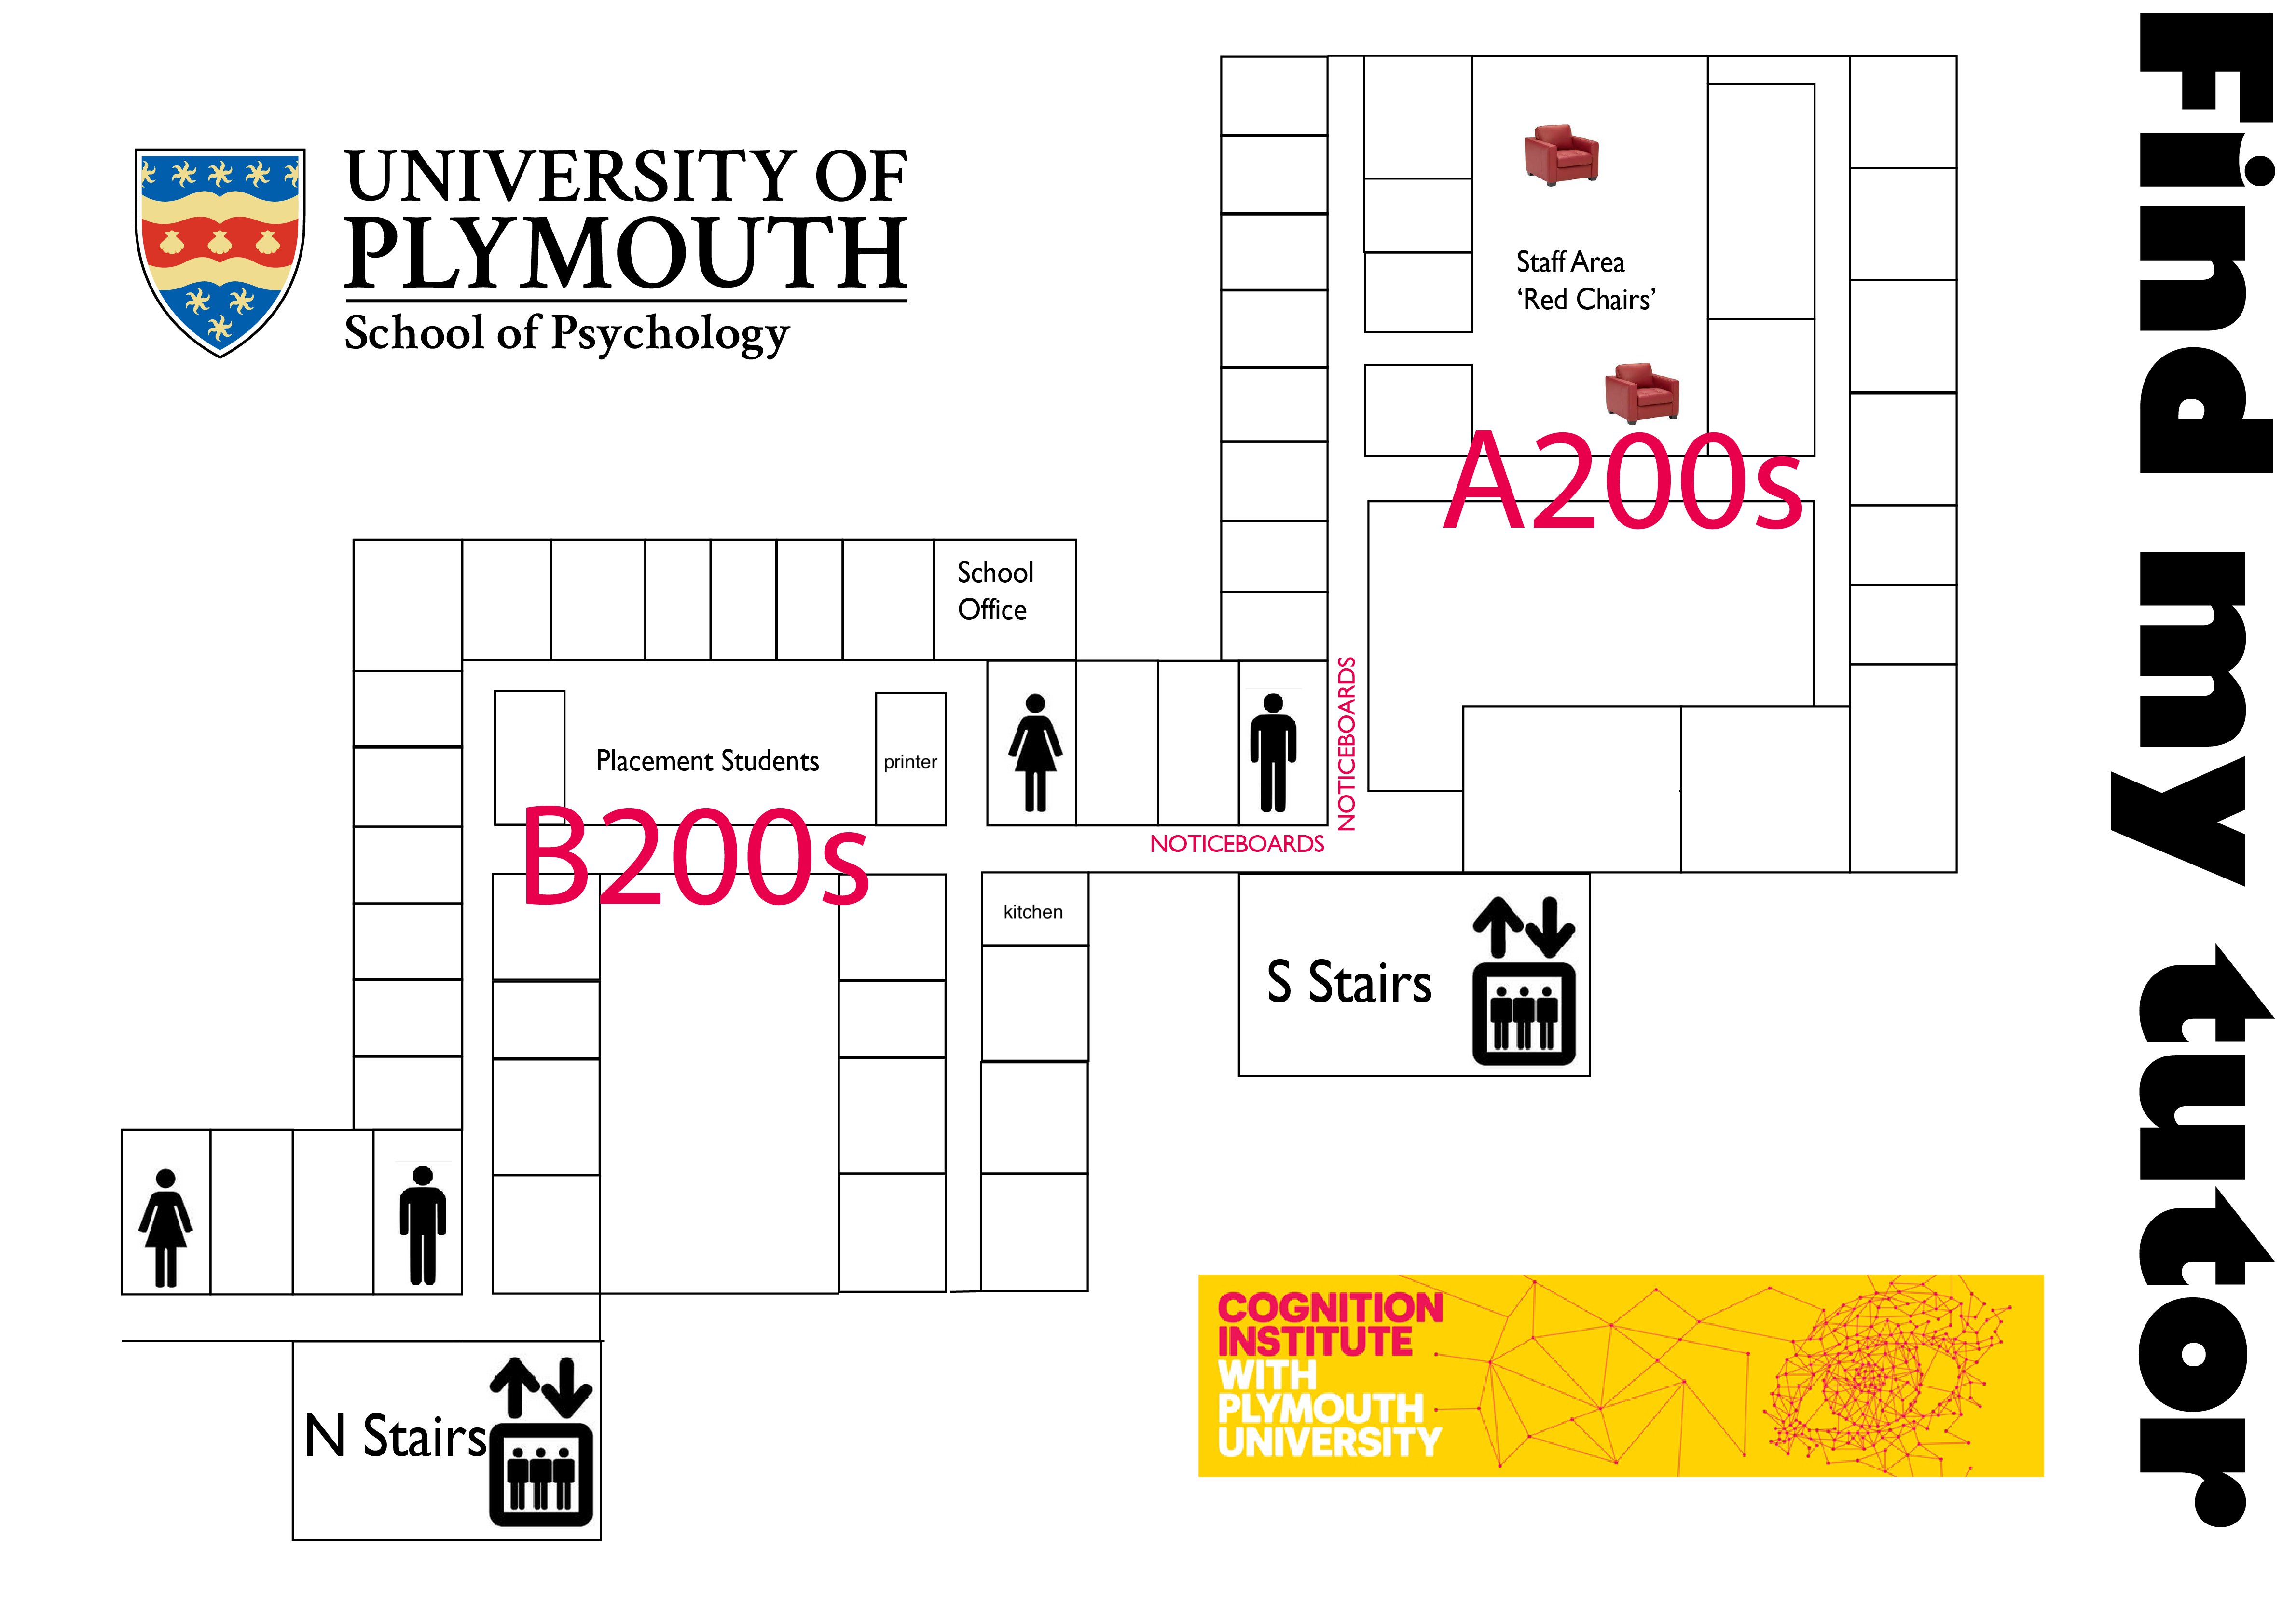 UNIVERSITY OF
PLYMOUTH
School of Psychology
Staff Area
‘Red Chairs’
A200s
School
Office
Placement Students
printer
B200s
NOTICEBOARDS
NOTICEBOARDS
kitchen
S Stairs
N Stairs
COGNITION
INSTITUTE
WITH
PLYMOUTH
UNIVERSITY
Find my tutor